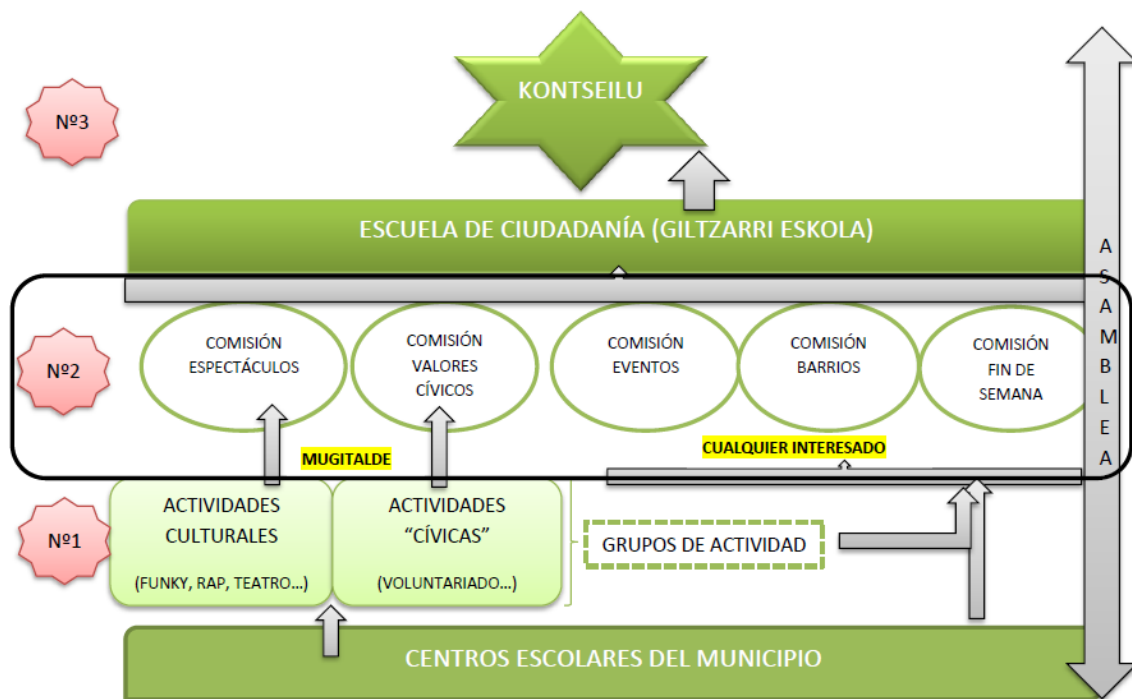 KONTSEILU
Nº3
ESCUELA DE CIUDADANÍA (GILTZARRI ESKOLA)
ASAMBLEA
Nº2
COMISIÓN
ESPECTÁCULOS
COMISIÓN
VALORES
CÍVICOS
COMISIÓN
EVENTOS
COMISIÓN
BARRIOS
COMISIÓN
FIN DE
SEMANA
MUGITALDE
CUALQUIER INTERESADO
Nº1
ACTIVIDADES
CULTURALES
(FUNKY, RAP, TEATRO...)
ACTIVIDADES
“CÍVICAS”
(VOLUNTARIADO...)
GRUPOS DE ACTIVIDAD
CENTROS ESCOLARES DEL MUNICIPIO